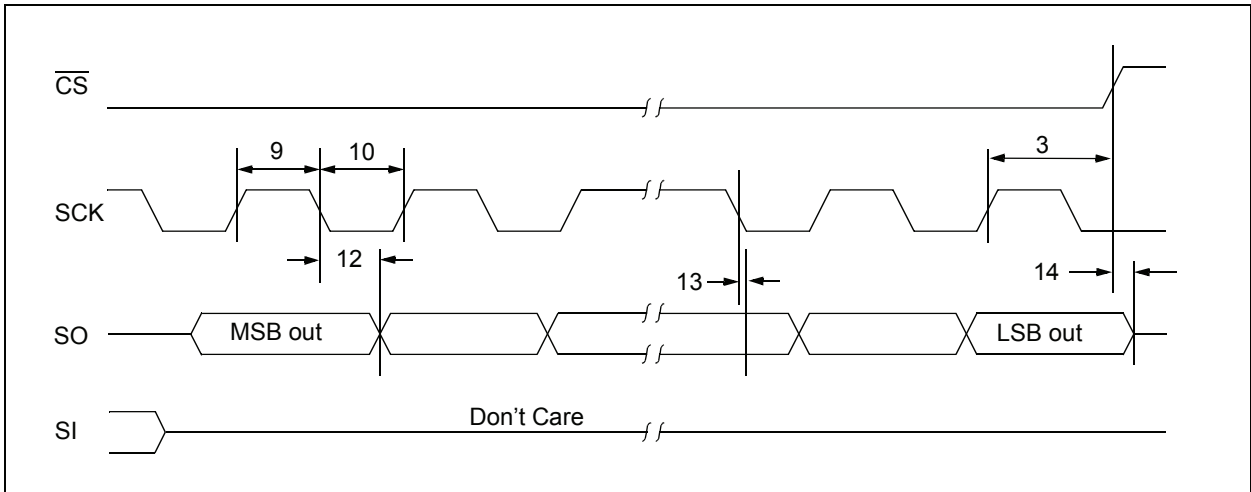 CS
9
10
3
SCK
12
13
14
SO
MSB out
LSB out
SI
Don't Care